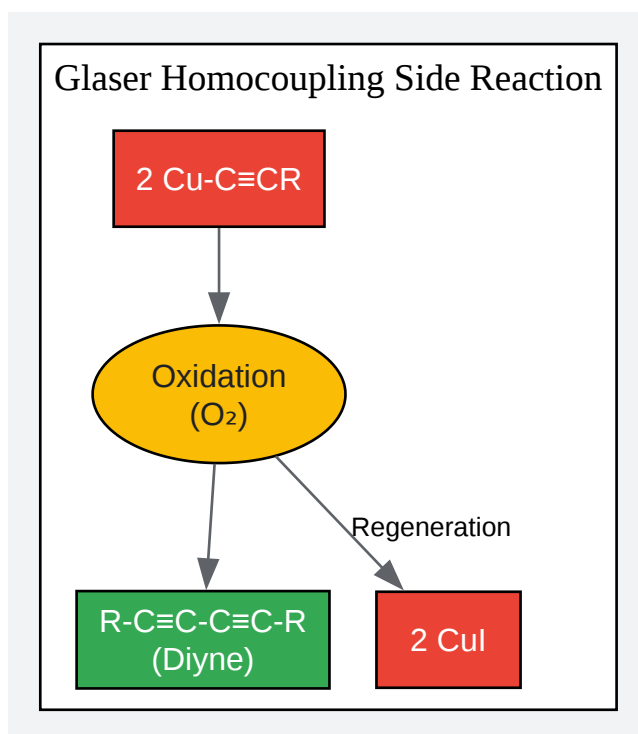 Glaser Homocoupling Side Reaction
2 Cu-C≡CR
Oxidation
(O₂)
Regeneration
R-C≡C-C≡C-R
(Diyne)
2 CuI